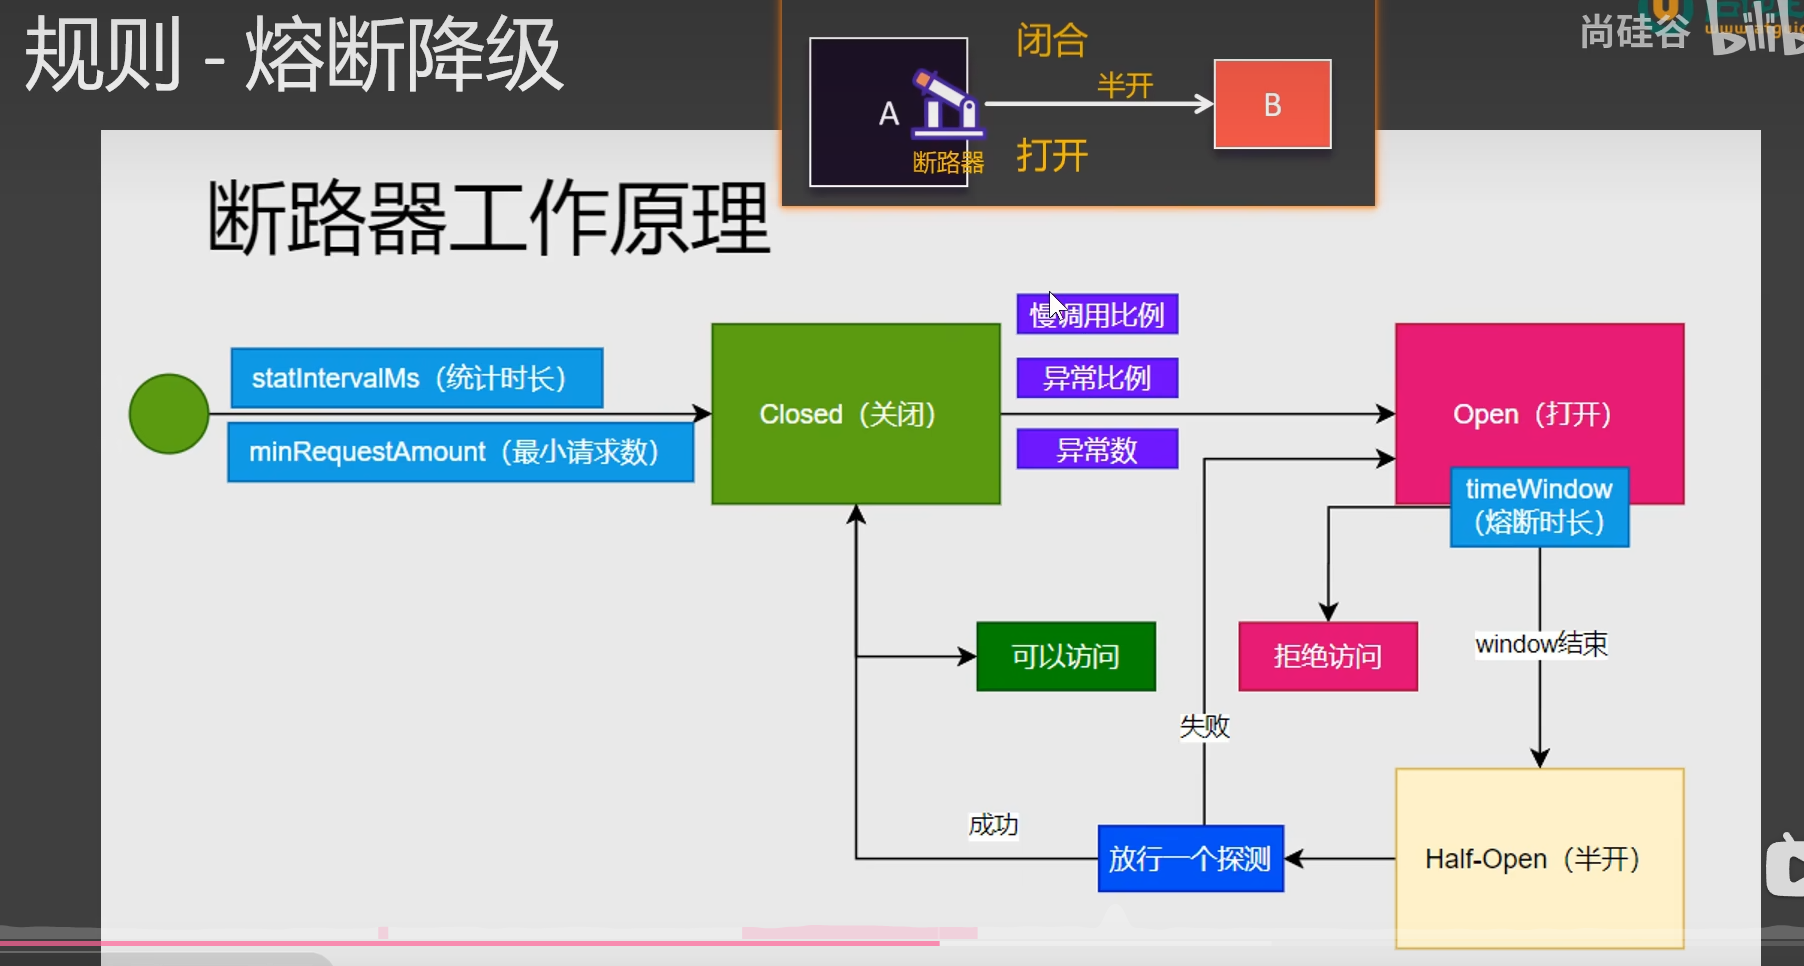 规则 - 熔断降级
闭合
半开
A
B
断路器
打开
尚硅谷
断路器工作原理
慢调用比例
statIntervalMs（统计时长）
异常比例
Closed（关闭）
Open（打开）
minRequestAmount（最小请求数）
异常数
timeWindow
（熔断时长）
可以访问
拒绝访问
window结束
失败
成功
放行一个探测
Half-Open（半开）